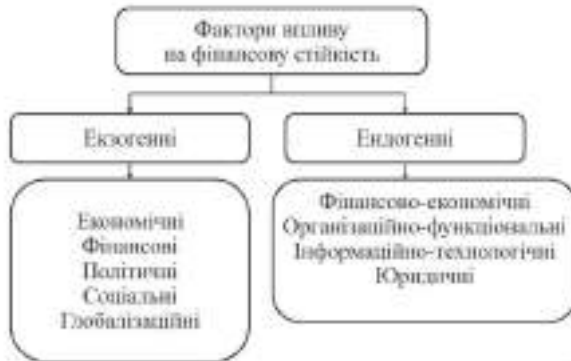 Фактори впливу
на фінансову стійкість
Екзогенні
Ендогенні
Економічні
Фінансові
Політичні
Соціальні
Глобалізаційні
Фінансово-економічні
Організаційно-функціональні
Інформаційно-технологічні
Юридичні